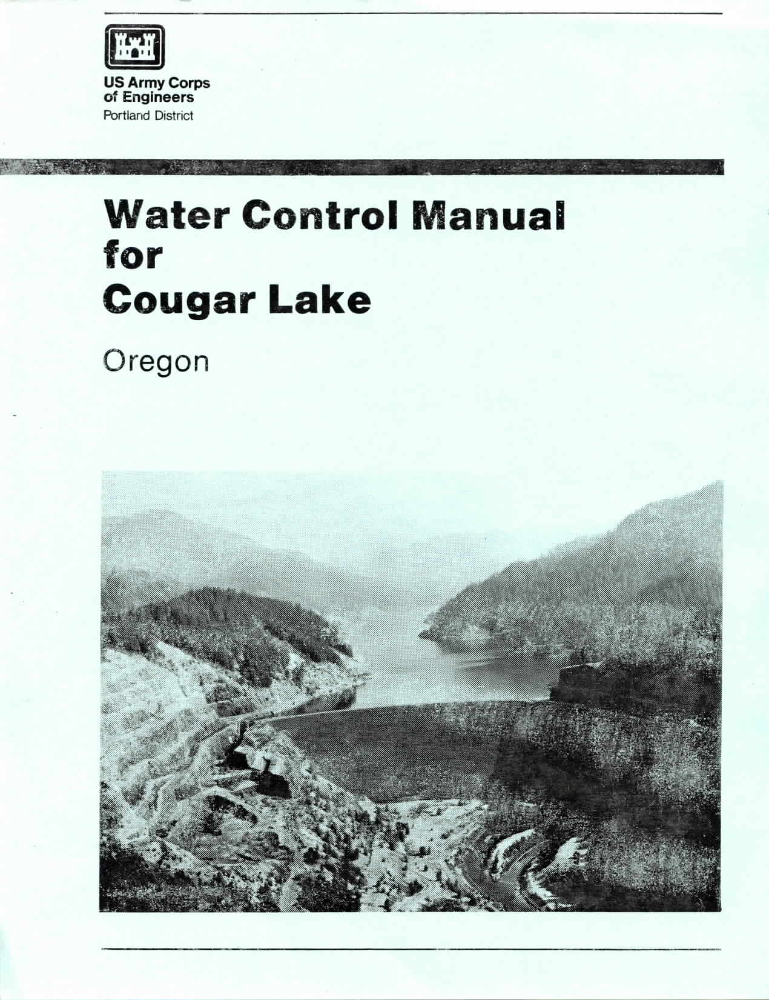 US Army Corps
of Engineers
Portland District
Water Control Manual
for
Cougar Lake
Oregon